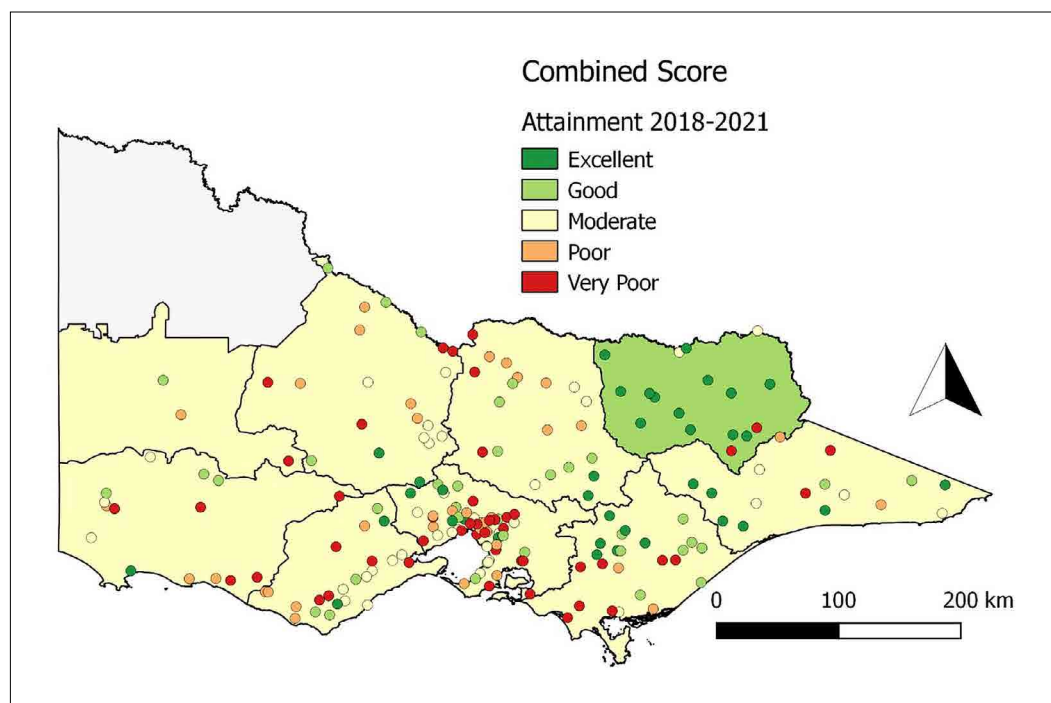 Combined Score
Attainment 2018-2021
Excellent
Good
Moderate
Poor
Very Poor
0 100 200 km